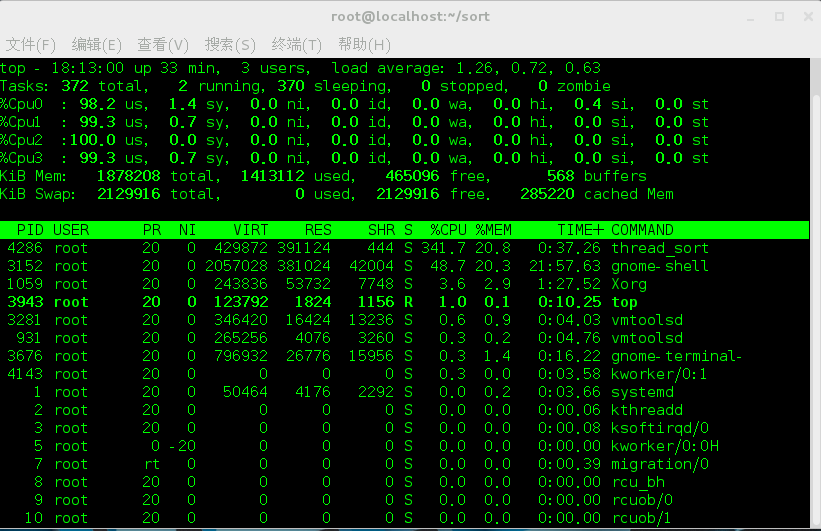 root@localhost:~/sort
文件(F) 编辑(E) 查看(V) 搜索(S) 终端(T) 帮助(H)
top - 18:13:00 up 33 min,  3 users,  load average: 1.26, 0.72, 0.63
Tasks: 372 total,   2 running, 370 sleeping,   0 stopped,   0 zombie
%Cpu0  : 98.2 us,  1.4 sy,  0.0 ni,  0.0 id,  0.0 wa,  0.0 hi,  0.4 si,  0.0 st
%Cpu1  : 99.3 us,  0.7 sy,  0.0 ni,  0.0 id,  0.0 wa,  0.0 hi,  0.0 si,  0.0 st
%Cpu2  :100.0 us,  0.0 sy,  0.0 ni,  0.0 id,  0.0 wa,  0.0 hi,  0.0 si,  0.0 st
%Cpu3  : 99.3 us,  0.7 sy,  0.0 ni,  0.0 id,  0.0 wa,  0.0 hi,  0.0 si,  0.0 st
KiB Mem:   1878208 total,  1413112 used,   465096 free,      568 buffers
KiB Swap:  2129916 total,        0 used,  2129916 free.   285220 cached Mem
PID USER      PR  NI    VIRT    RES    SHR S  %CPU %MEM     TIME+ COMMAND
4286 root      20   0  429872 391124    444 S 341.7 20.8   0:37.26 thread_sort
3152 root      20   0 2057028 381024  42004 S  48.7 20.3  21:57.63 gnome-shell
1059 root      20   0  243836  53732   7748 S   3.6  2.9   1:27.52 Xorg
3943 root      20   0  123792   1824   1156 R   1.0  0.1   0:10.25 top
3281 root      20   0  346420  16424  13236 S   0.6  0.9   0:04.03 vmtoolsd
931 root      20   0  265256   4076   3260 S   0.3  0.2   0:04.76 vmtoolsd
3676 root      20   0  796932  26776  15956 S   0.3  1.4   0:16.22 gnome-terminal-
4143 root      20   0       0      0      0 S   0.3  0.0   0:03.58 kworker/0:1
1 root      20   0   50464   4176   2292 S   0.0  0.2   0:03.66 systemd
2 root      20   0       0      0      0 S   0.0  0.0   0:00.06 kthreadd
3 root      20   0       0      0      0 S   0.0  0.0   0:00.08 ksoftirqd/0
5 root       0 -20       0      0      0 S   0.0  0.0   0:00.00 kworker/0:0H
7 root      rt   0       0      0      0 S   0.0  0.0   0:00.39 migration/0
8 root      20   0       0      0      0 S   0.0  0.0   0:00.00 rcu_bh
9 root      20   0       0      0      0 S   0.0  0.0   0:00.00 rcuob/0
10 root      20   0       0      0      0 S   0.0  0.0   0:00.00 rcuob/1